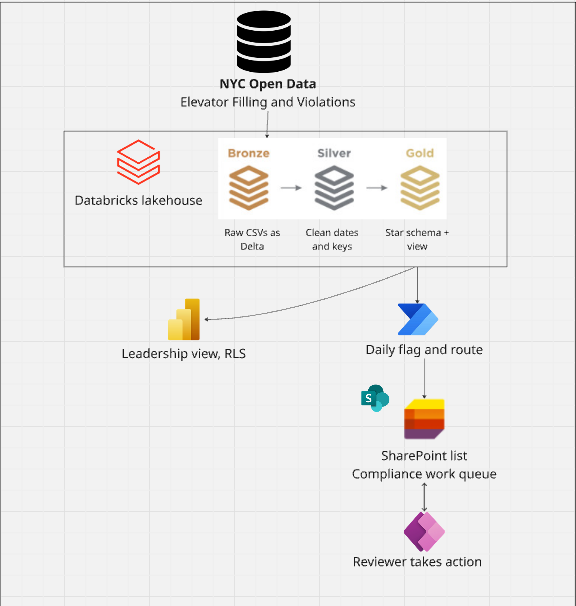 NYC Open Data
Elevator Filling and Violations
Databricks lakehouse
Bronze
Silver
Gold
Raw CSVs as
Delta
Clean dates
and keys
Star schema +
view
Leadership view, RLS
Daily flag and route
S
SharePoint list
Compliance work queue
Reviewer takes action